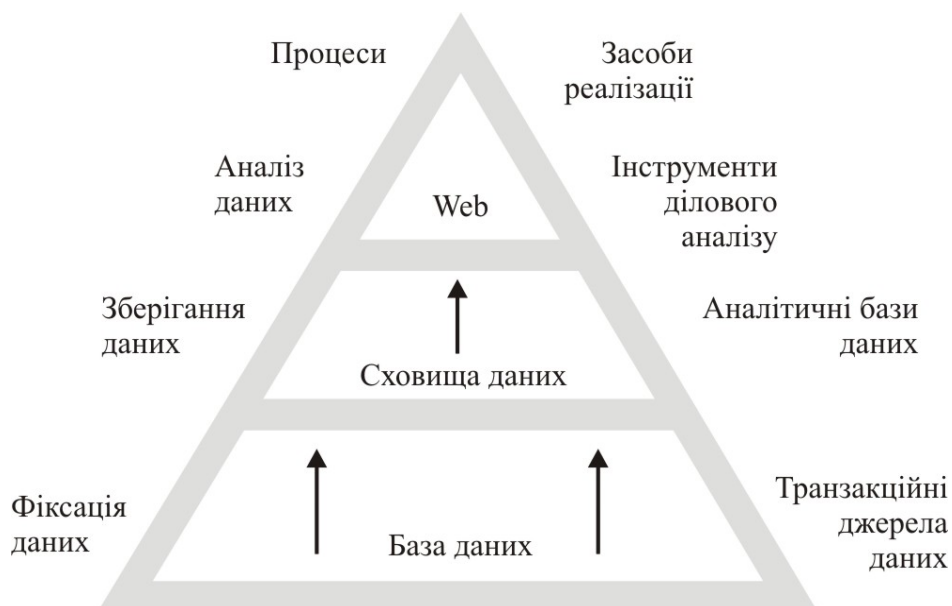 Процеси
Засоби
реалізації
Аналіз
даних
Web
Інструменти
ділового
аналізу
Зберігання
даних
Сховища даних
Аналітичні бази
даних
Фіксація
даних
База даних
Транзакційні
джерела
даних